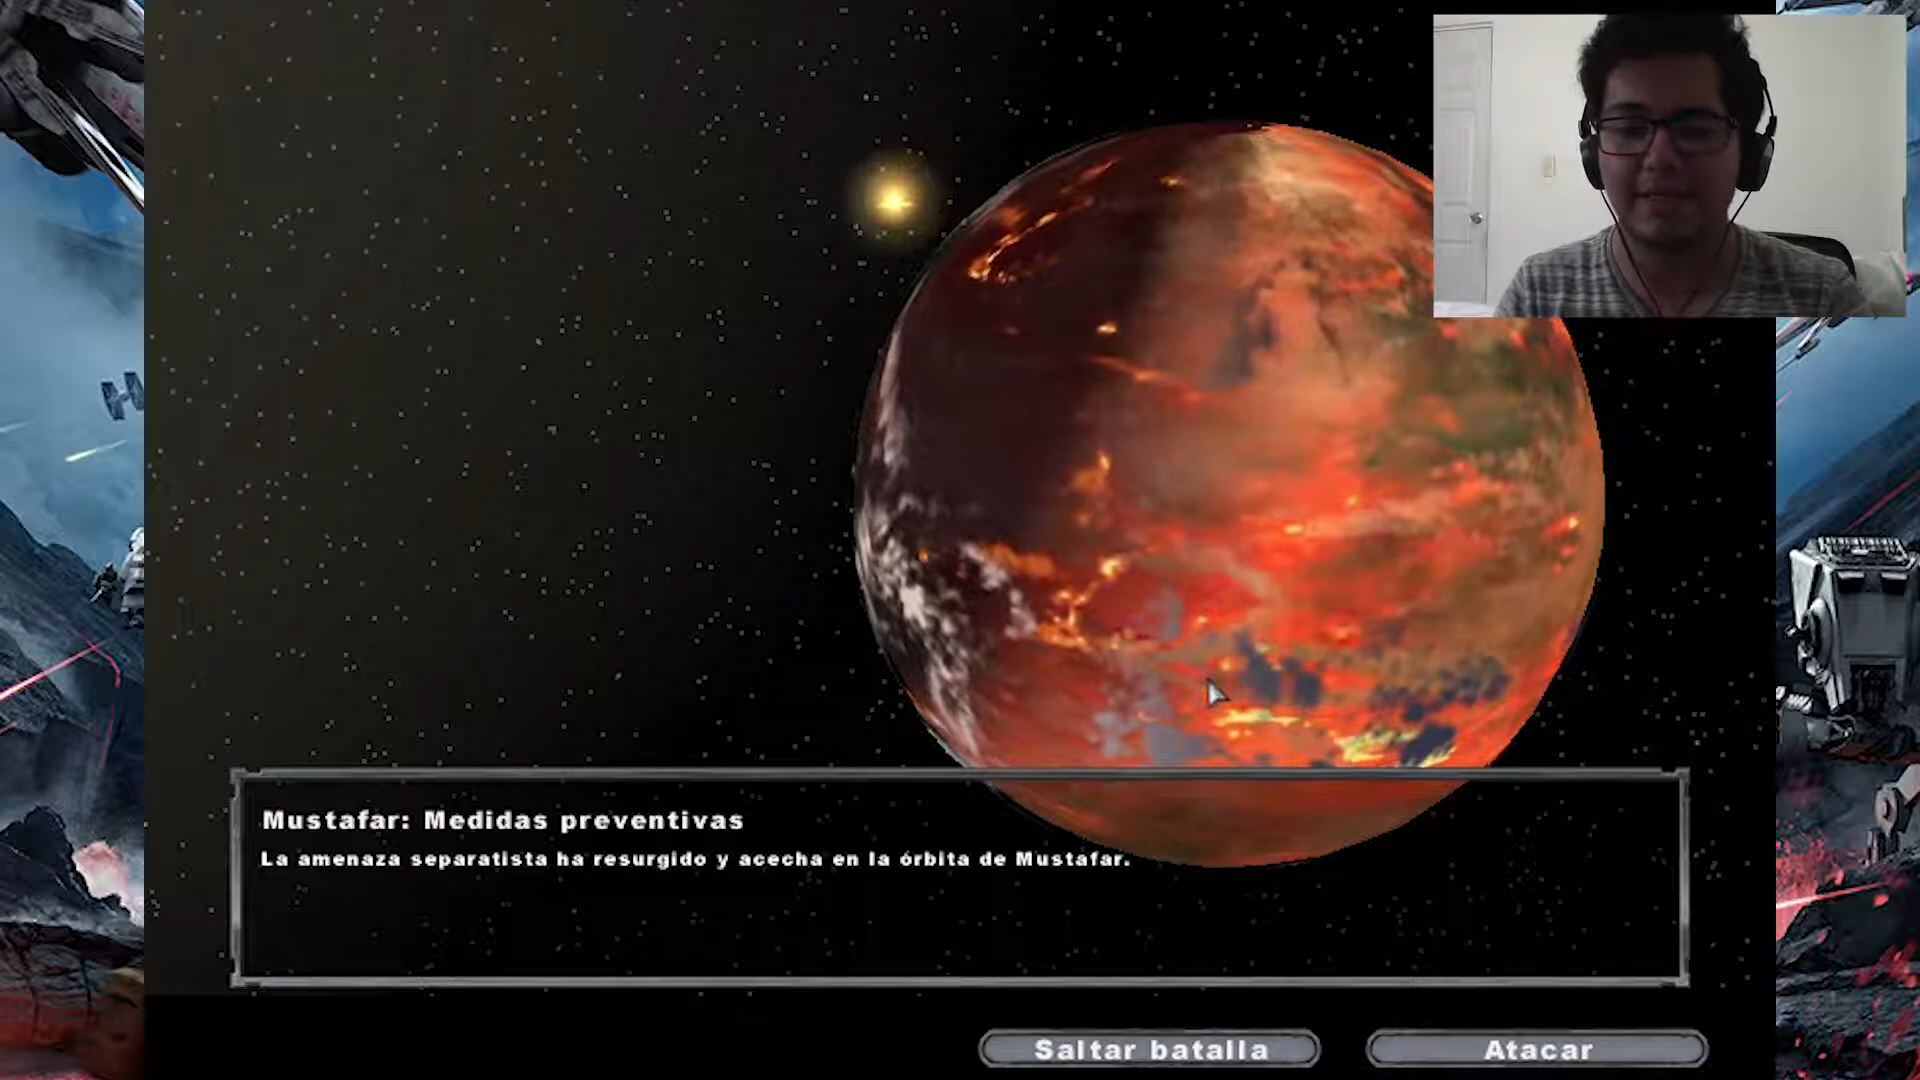 Mustafar: Medidas preventivas
La amenaza separatista ha resurgido y acecha en la órbita de Mustafar.
Saltar batalla
Atacar